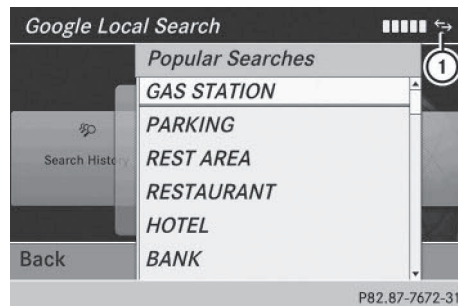 Google Local Search
Popular Searches
1
GAS STATION
PARKING
Search History
REST AREA
RESTAURANT
HOTEL
Back
BANK
P82.87-7672-31